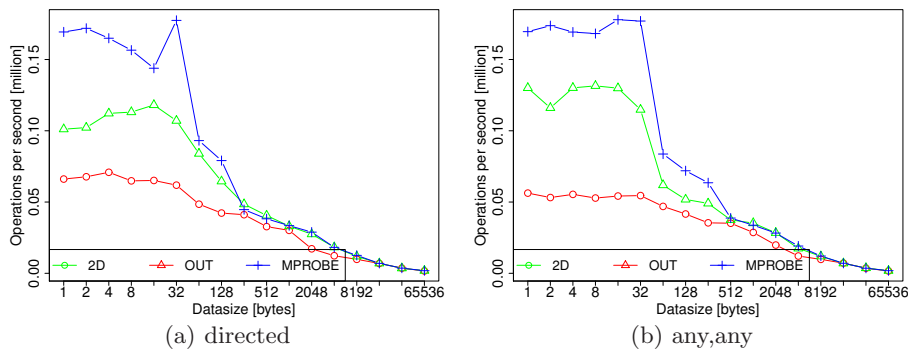 Operations per second [million]
0.15
0.10
0.05
0.00
2D OUT MPROBE
1 2 4 8 32 128 512 2048 8192 65536
Datasize [bytes]
(a) directed
Operations per second [million]
0.15
0.10
0.05
0.00
2D OUT MPROBE
1 2 4 8 32 128 512 2048 8192 65536
Datasize [bytes]
(b) any,any